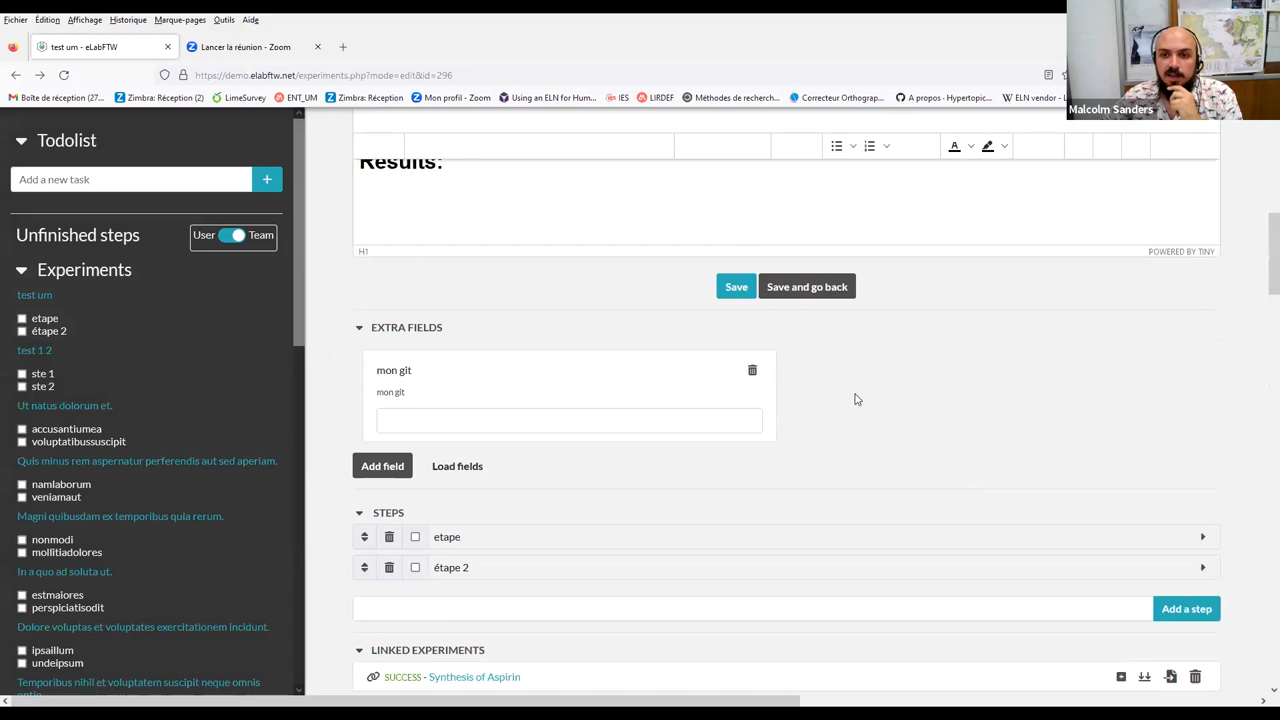 Fichier Édition Affichage Historique Marque-pages Outils Aide
test um - eLabFTW
Lancer la réunion - Zoom
https://demo.elabftw.net/experiments.php?mode=edit&id=296
Boîte de réception (27... Zimbra: Réception (2) LimeSurvey ENT_UM Zimbra: Réception Mon profil - Zoom Using an ELN for Hum... IES LIRDEF Méthodes de recherch... Correcteur Orthograp... A propos · Hypertopic... ELN vendor - U
Malcolm Sanders
Todolist
Add a new task
+
Unfinished steps
User Team
Experiments
test um
etape
étape 2
test 1 2
ste 1
ste 2
Ut natus dolorum et.
accusantiumea
voluptatibussuscipit
Quis minus rem aspernatur perferendis aut sed aperiam.
namlaborum
veniamaut
Magni quibusdam ex temporibus quia rerum.
nonmodi
mollitiadolores
In a quo ad soluta ut.
estmaiores
perspiciatisodit
Dolore voluptas et voluptates exercitationem incidunt.
ipsaillum
undeipsum
Temporibus nihil et voluptatem suscipit neque omnis
optio
Results:
H1
POWERED BY TINY
Save
Save and go back
EXTRA FIELDS
mon git
mon git
Add field
Load fields
STEPS
etape
étape 2
Add a step
LINKED EXPERIMENTS
SUCCESS - Synthesis of Aspirin